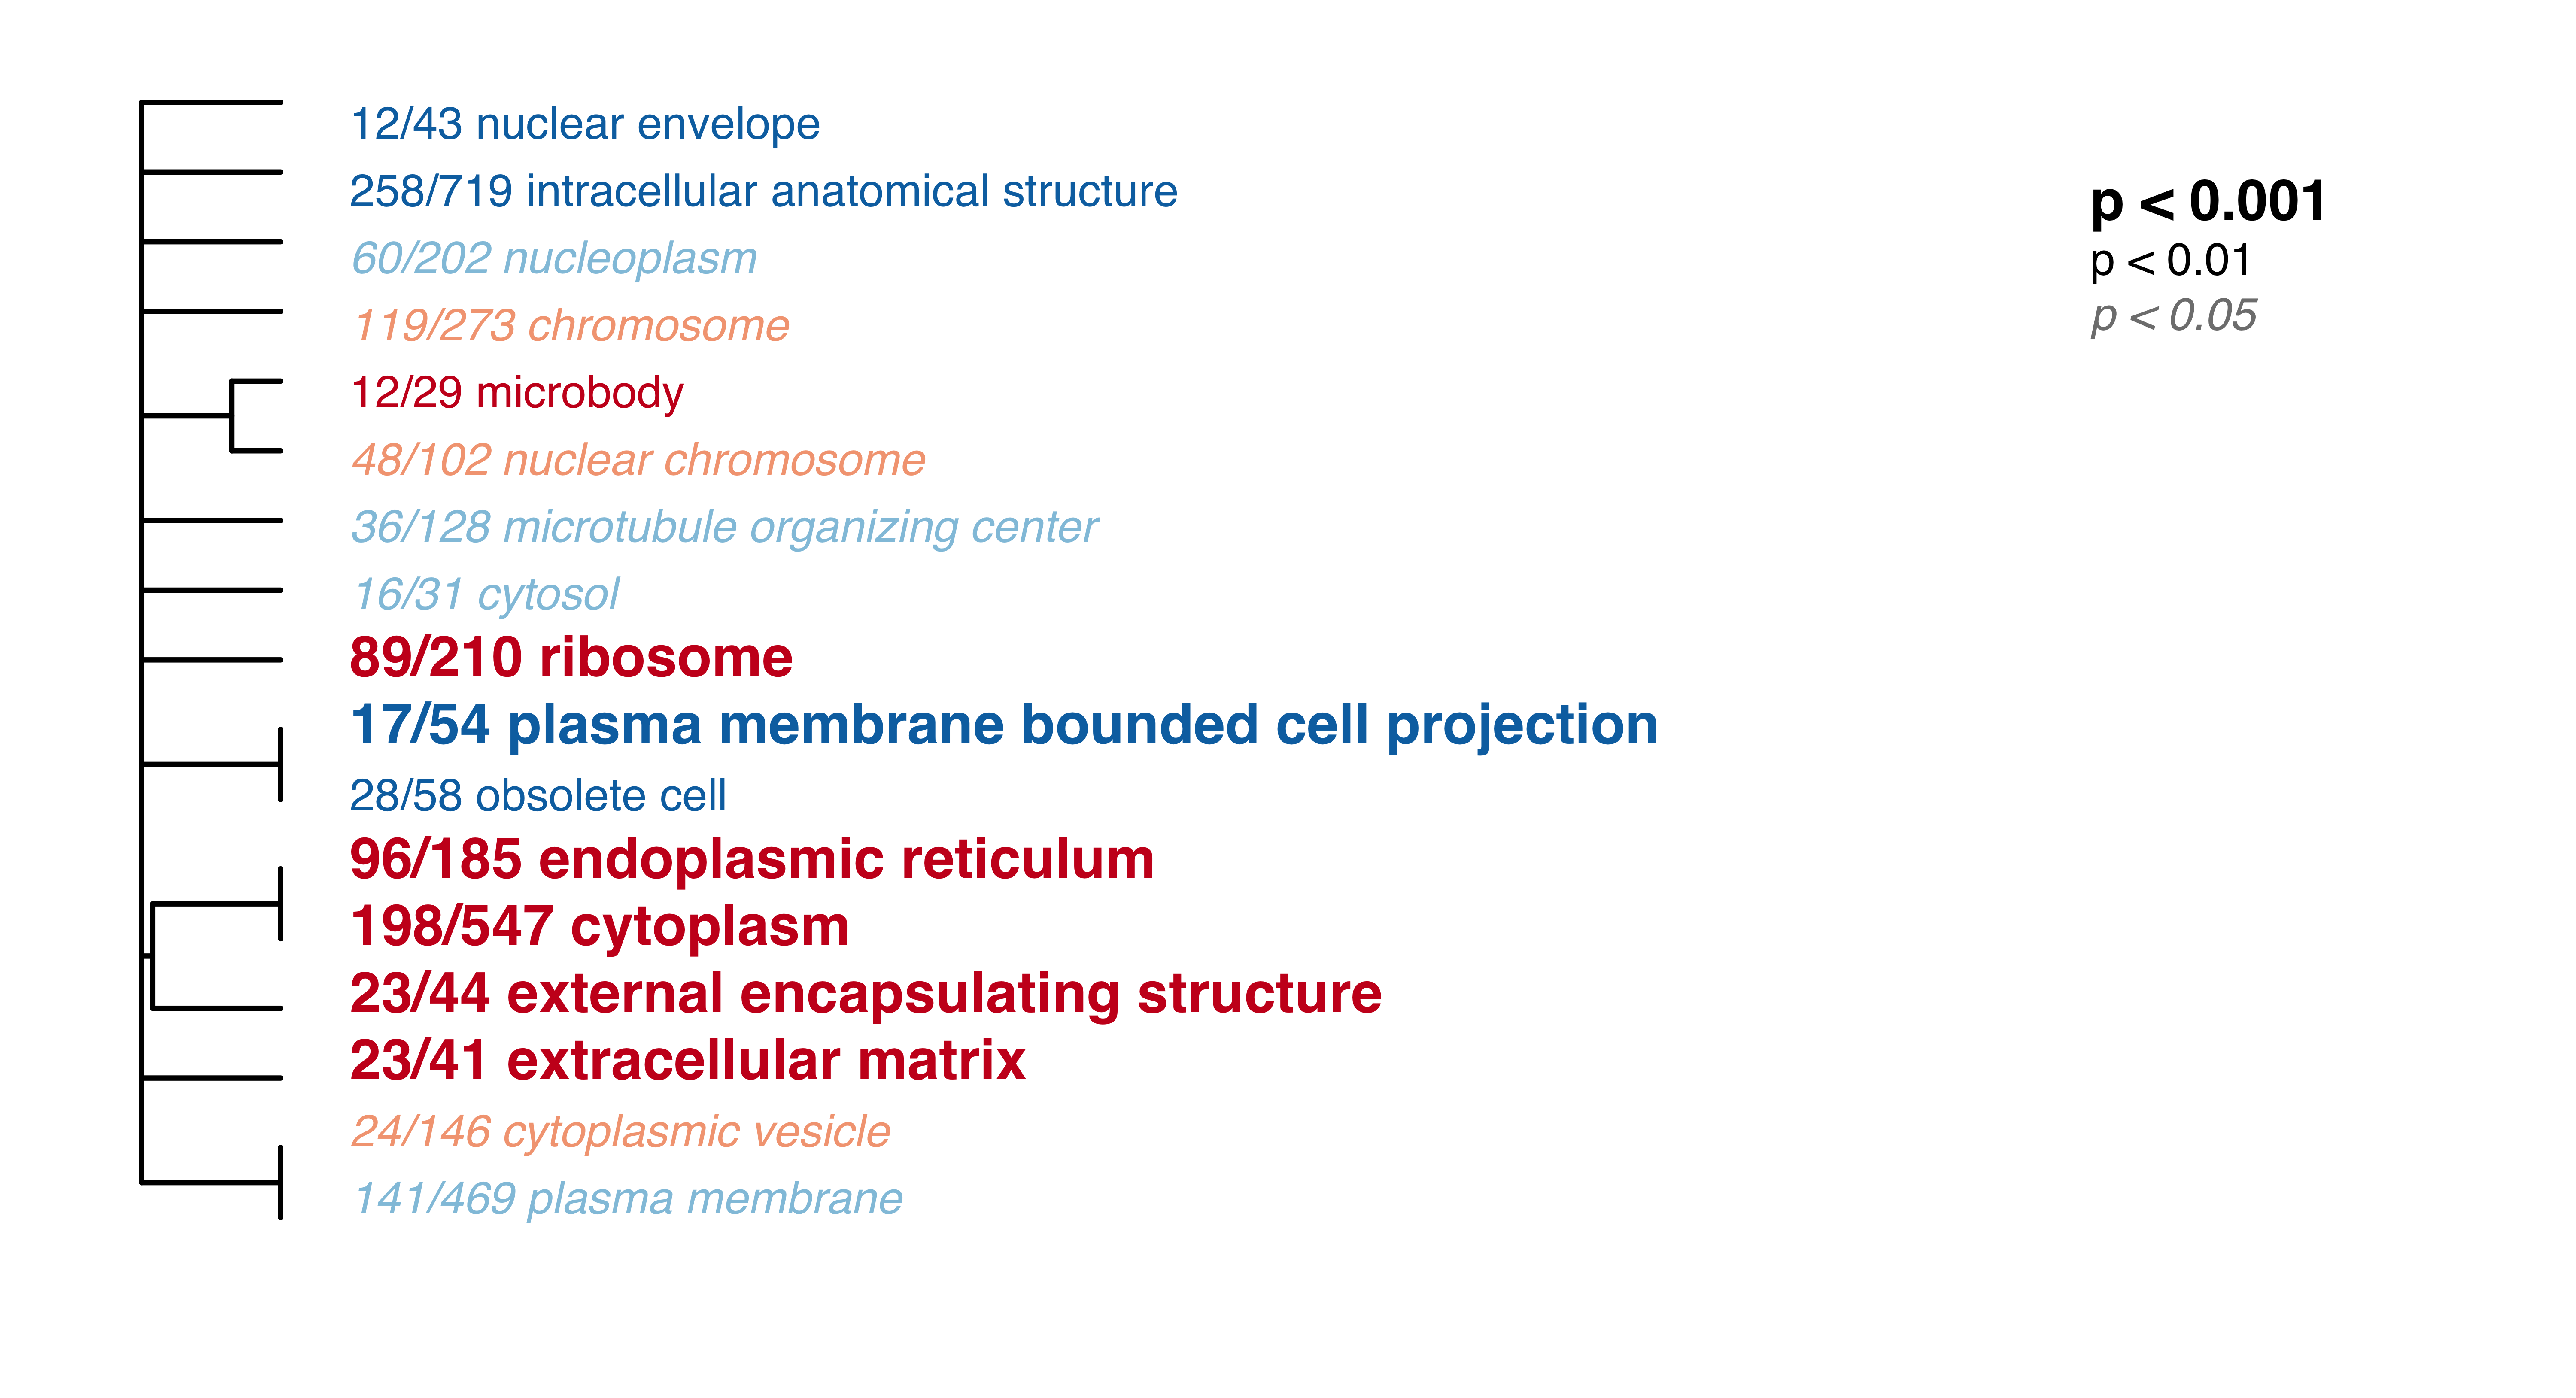 12/43 nuclear envelope
258/719 intracellular anatomical structure
60/202 nucleoplasm
119/273 chromosome
12/29 microbody
48/102 nuclear chromosome
36/128 microtubule organizing center
16/31 cytosol
89/210 ribosome
17/54 plasma membrane bounded cell projection
28/58 obsolete cell
96/185 endoplasmic reticulum
198/547 cytoplasm
23/44 external encapsulating structure
23/41 extracellular matrix
24/146 cytoplasmic vesicle
141/469 plasma membrane
p < 0.001
p < 0.01
p < 0.05